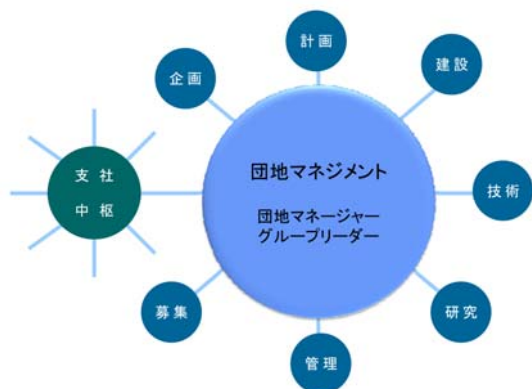 計画
企画
建設
支社
中枢
団地マネジメント
団地マネージャー
グループリーダー
技術
募集
研究
管理